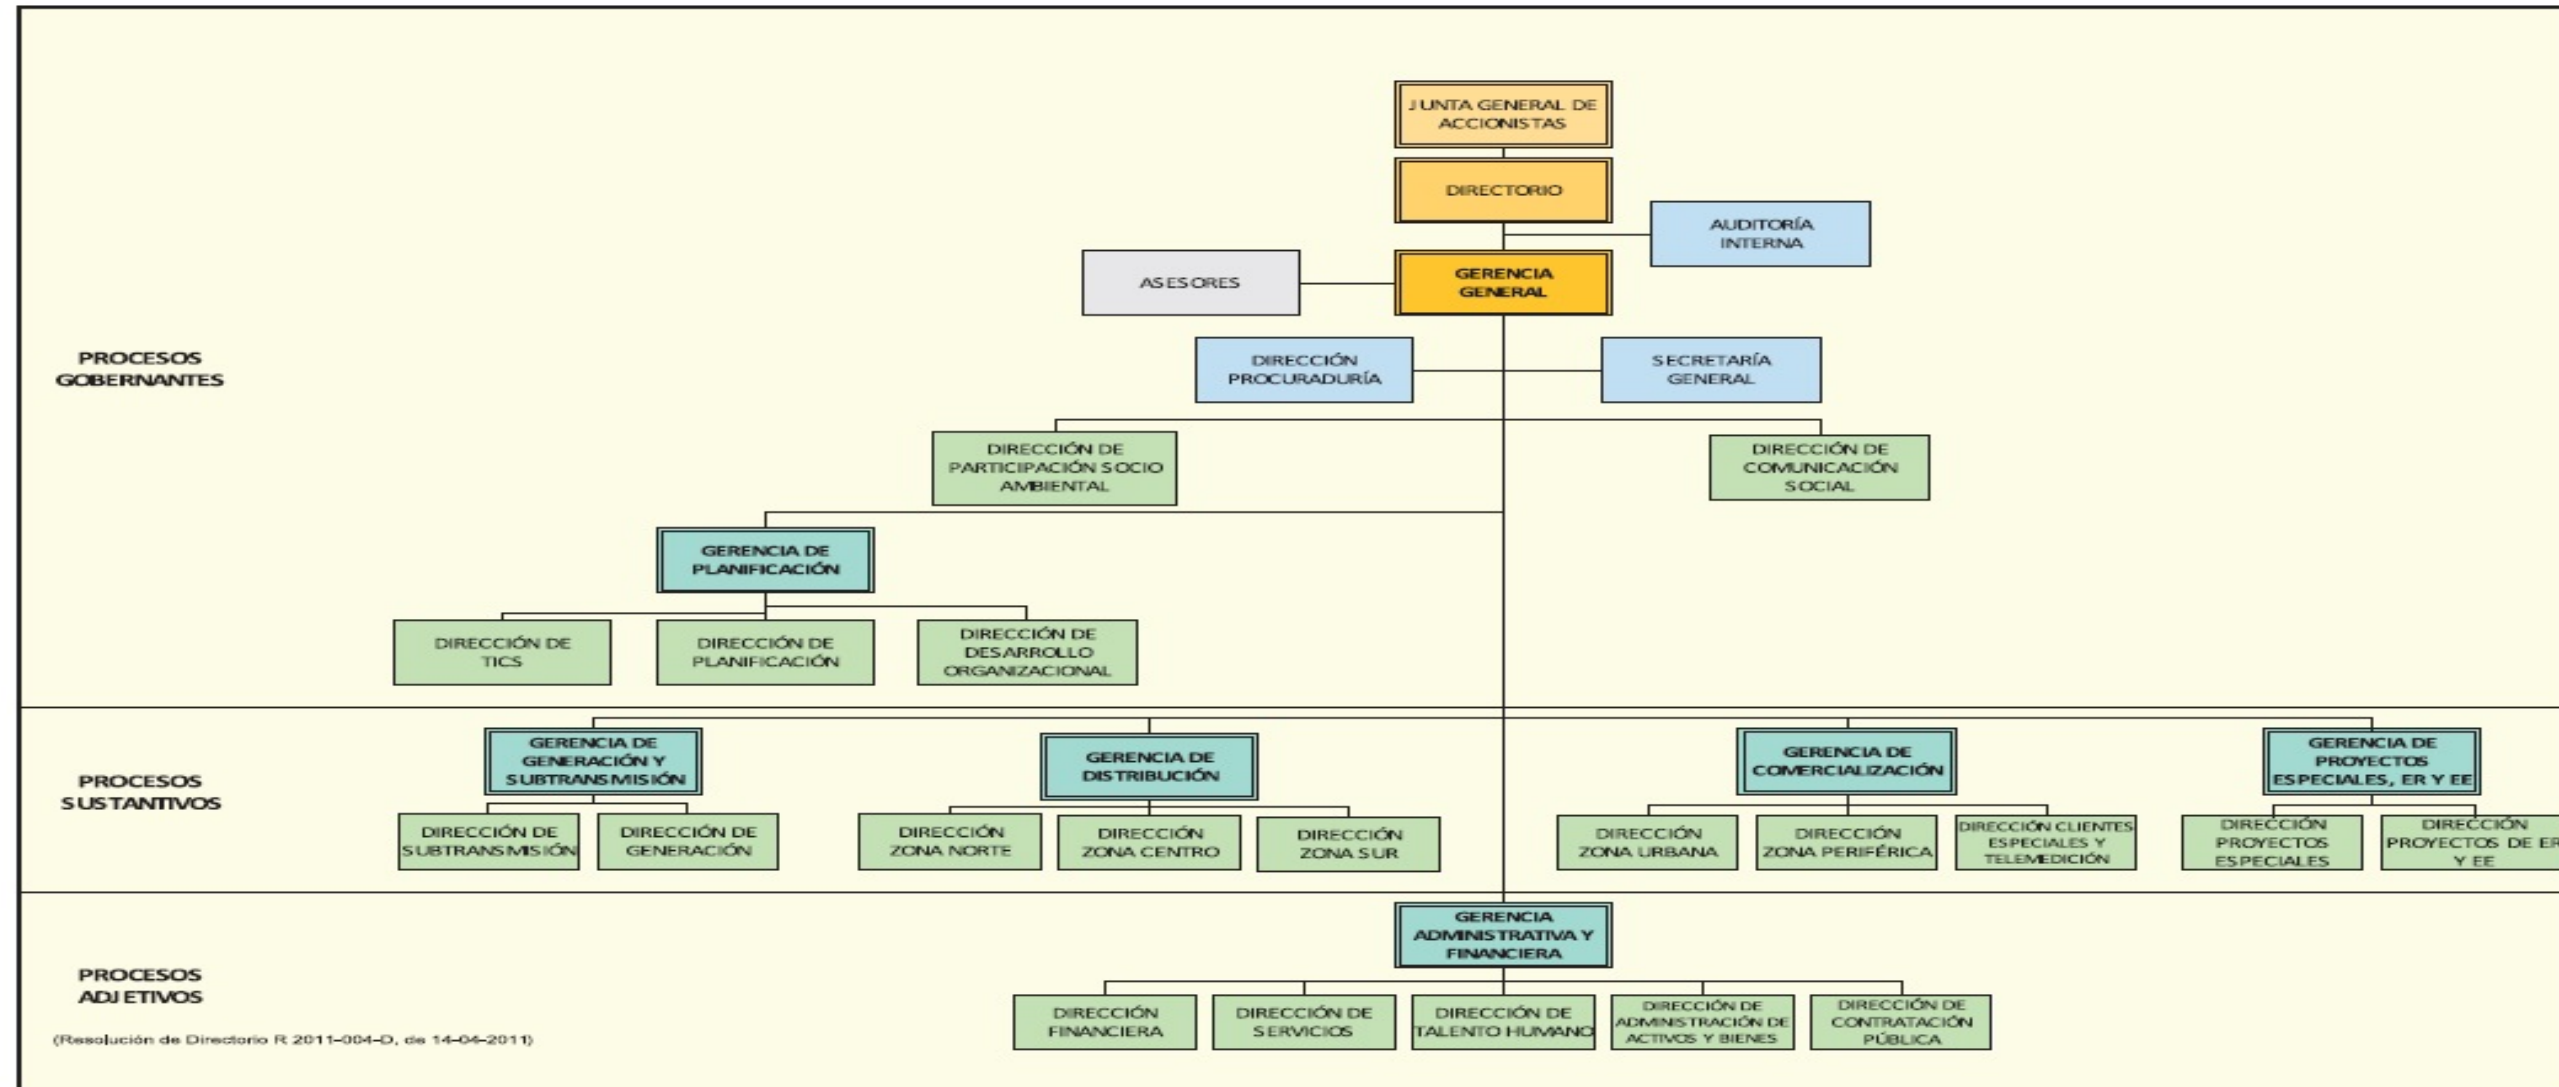 JUNTA GENERAL DE
ACCIONISTAS
DIRECTORIO
AUDITORÍA
INTERNA
ASESORES
GERENCIA
GENERAL
PROCESOS
GOBERNANTES
DIRECCIÓN
PROCURADURÍA
SECRETARÍA
GENERAL
DIRECCIÓN DE
PARTICIPACIÓN SOCIO
AMBIENTAL
DIRECCIÓN DE
COMUNICACIÓN
SOCIAL
GERENCIA DE
PLANIFICACIÓN
DIRECCIÓN DE
TICS
DIRECCIÓN DE
PLANIFICACIÓN
DIRECCIÓN DE
DESARROLLO
ORGANIZACIONAL
PROCESOS
SUSTANTIVOS
GERENCIA DE
GENERACIÓN Y
SUBTRANSMISIÓN
GERENCIA DE
DISTRIBUCIÓN
GERENCIA DE
COMERCIALIZACIÓN
GERENCIA DE
PROYECTOS
ESPECIALES, ER Y EE
DIRECCIÓN DE
SUBTRANSMISIÓN
DIRECCIÓN DE
GENERACIÓN
DIRECCIÓN
ZONA NORTE
DIRECCIÓN
ZONA CENTRO
DIRECCIÓN
ZONA SUR
DIRECCIÓN
ZONA URBANA
DIRECCIÓN
ZONA PERIFÉRICA
DIRECCIÓN CLIENTES
ESPECIALES Y
TELEMEDICIÓN
DIRECCIÓN
PROYECTOS
ESPECIALES
DIRECCIÓN
PROYECTOS DE ER
Y EE
PROCESOS
ADJETIVOS
GERENCIA
ADMINISTRATIVA Y
FINANCIERA
DIRECCIÓN
FINANCIERA
DIRECCIÓN DE
SERVICIOS
DIRECCIÓN DE
TALENTO HUMANO
DIRECCIÓN DE
ADMINISTRACIÓN DE
ACTIVOS Y BIENES
DIRECCIÓN DE
CONTRATACIÓN
PÚBLICA
(Resolución de Directorio R 2011-004-D, de 14-04-2011)